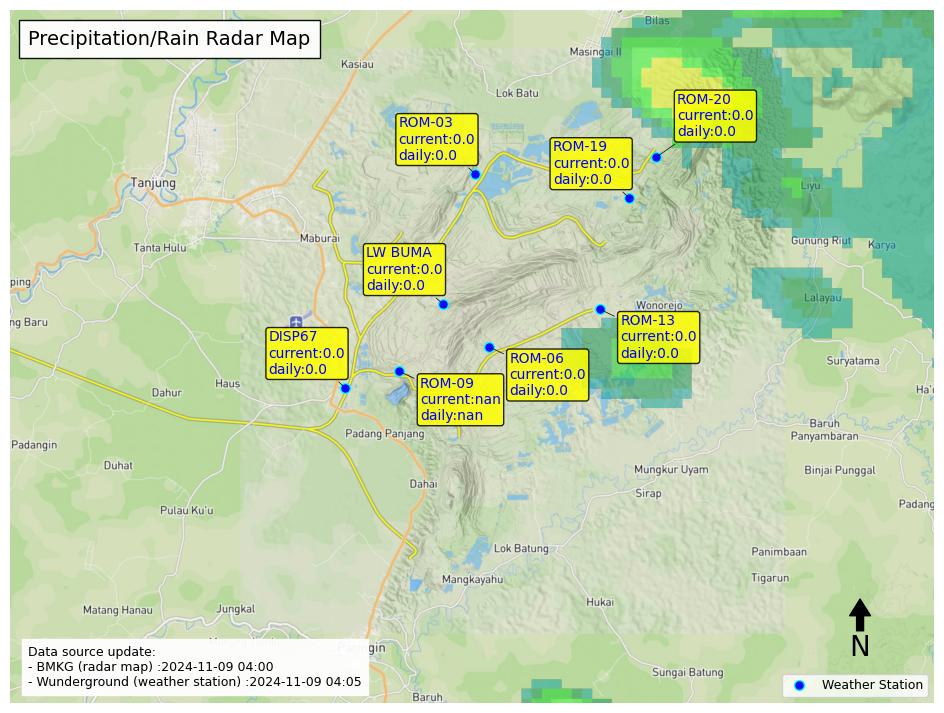 Precipitation/Rain Radar Map
Bilas
Masingai II
Kasiau
Lok Batu
ROM-20
current:0.0
daily:0.0
ROM-03
current:0.0
daily:0.0
ROM-19
current:0.0
daily:0.0
Tanjung
Liyu
Maburai
Tanta Hulu
Gunung Riut
Karya
LW BUMA
current:0.0
daily:0.0
ping
Lalayau
Wonorejo
ng Baru
ROM-13
current:0.0
daily:0.0
DISP67
current:0.0
daily:0.0
ROM-06
current:0.0
daily:0.0
Suryatama
Haus
Dahur
ROM-09
current:nan
daily:nan
Ha'
Baruh
Panyambaran
Padang Panjang
Padangin
Duhat
Mungkur Uyam
Binjai Punggal
Dahai
Sirap
Padang
Pulau Ku'u
Lok Batung
Panimbaan
Mangkayahu
Tigarun
Hukai
Matang Hanau
Jungkal
N
Data source update:
- BMKG (radar map) :2024-11-09 04:00
- Wunderground (weather station) :2024-11-09 04:05
Sungai Batung
Weather Station
Baruh